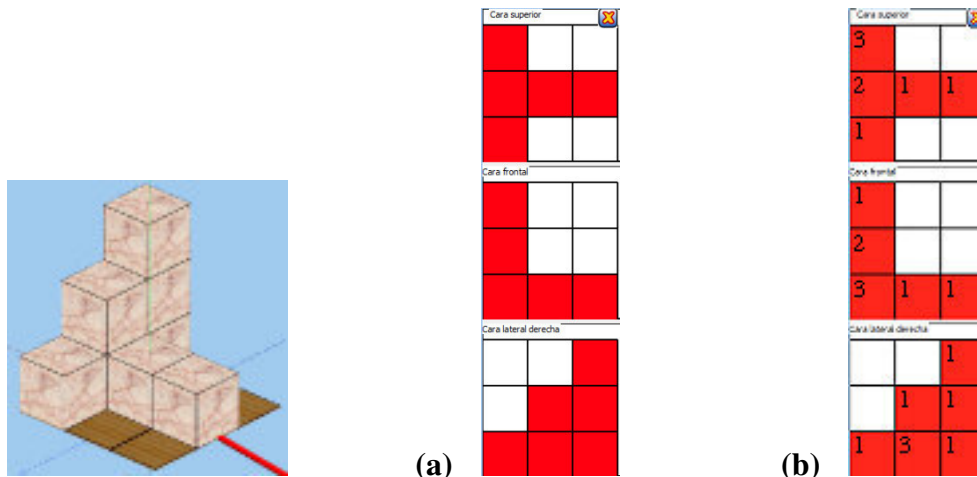 Cara superior
Cara frontal
Cara lateral derecha
(a)
Cara superior
3
2 1 1
1
Cara frontal
1
2
3 1 1
Cara lateral derecha
1
1 1
1 3 1
(b)